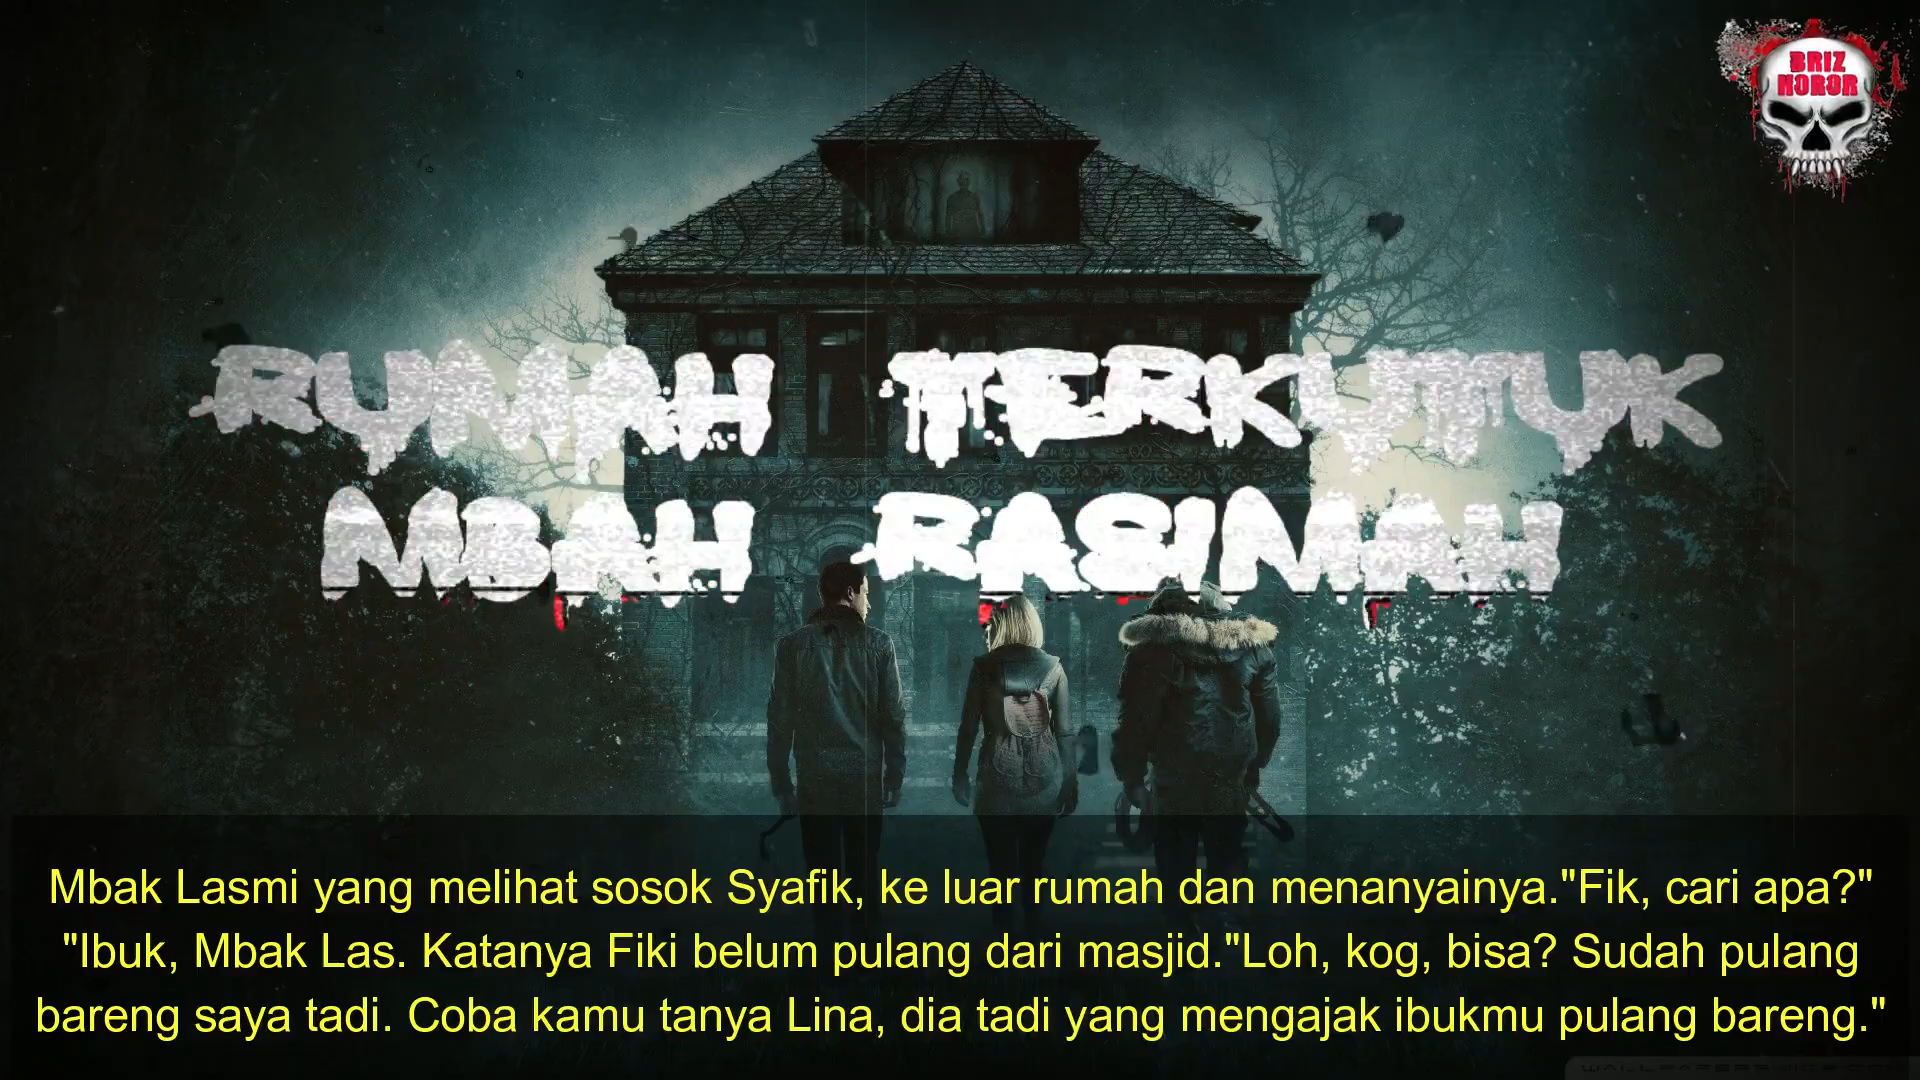 BRIZ
HOROR
RUMAH TERKUTUK
MBAH RASIMAH
Mbak Lasmi yang melihat sosok Syafik, ke luar rumah dan menanyainya."Fik, cari apa?"
"Ibuk, Mbak Las. Katanya Fiki belum pulang dari masjid."Loh, kog, bisa? Sudah pulang
bareng saya tadi. Coba kamu tanya Lina, dia tadi yang mengajak ibukmu pulang bareng."